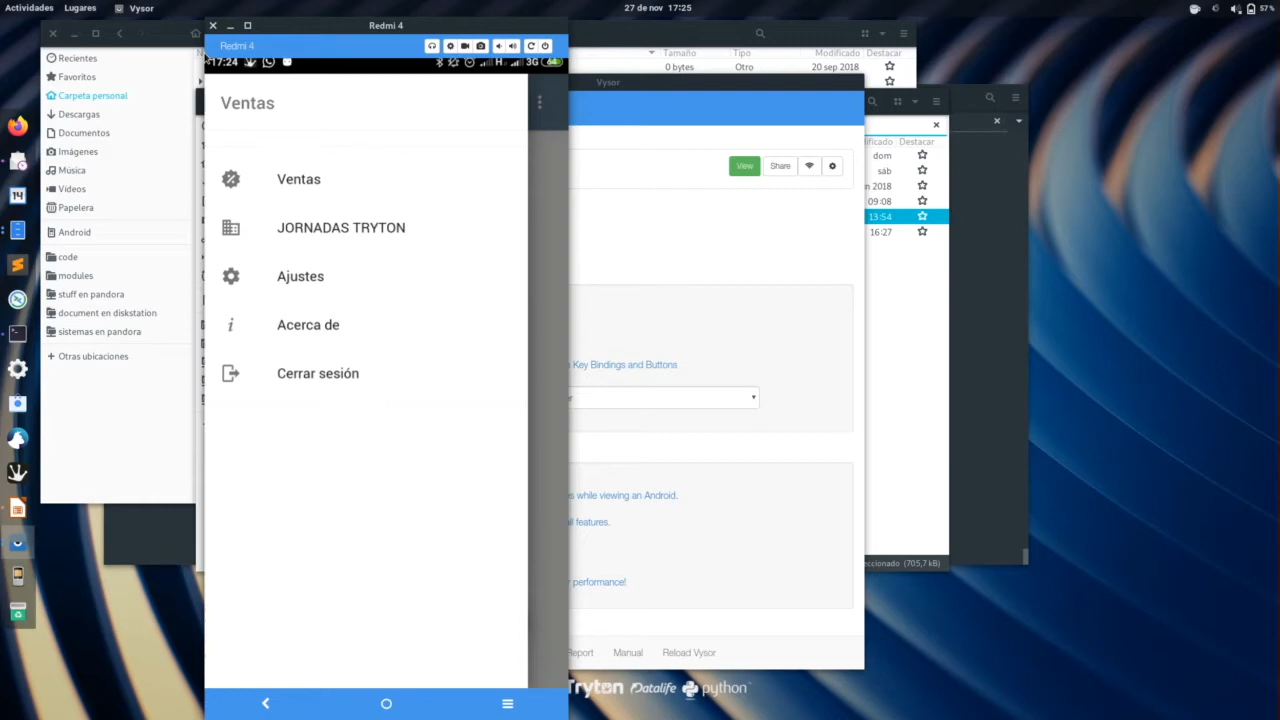 Actividades Lugares Vysor 27 de nov 17:25 57%
Redmi 4
Redmi 4
17:24 H 3G 64
Ventas
Ventas
JORNADAS TRYTON
Ajustes
Acerca de
Cerrar sesión
Recientes
Favoritos
Carpeta personal
Descargas
Documentos
Imágenes
Música
Vídeos
Papelera
Android
code
modules
stuff en pandora
document en diskstation
sistemas en pandora
+ Otras ubicaciones
14
Tamaño Tipo Modificado Destacar
0 bytes Otro 20 sep 2018
Vysor
View Share
Key Bindings and Buttons
s while viewing an Android.
all features.
r performance!
Report Manual Reload Vysor
ificado Destacar
dom
sáb
n 2018
09:08
13:54
16:27
eccionado (705,7 kB)
Tryton Datalife python